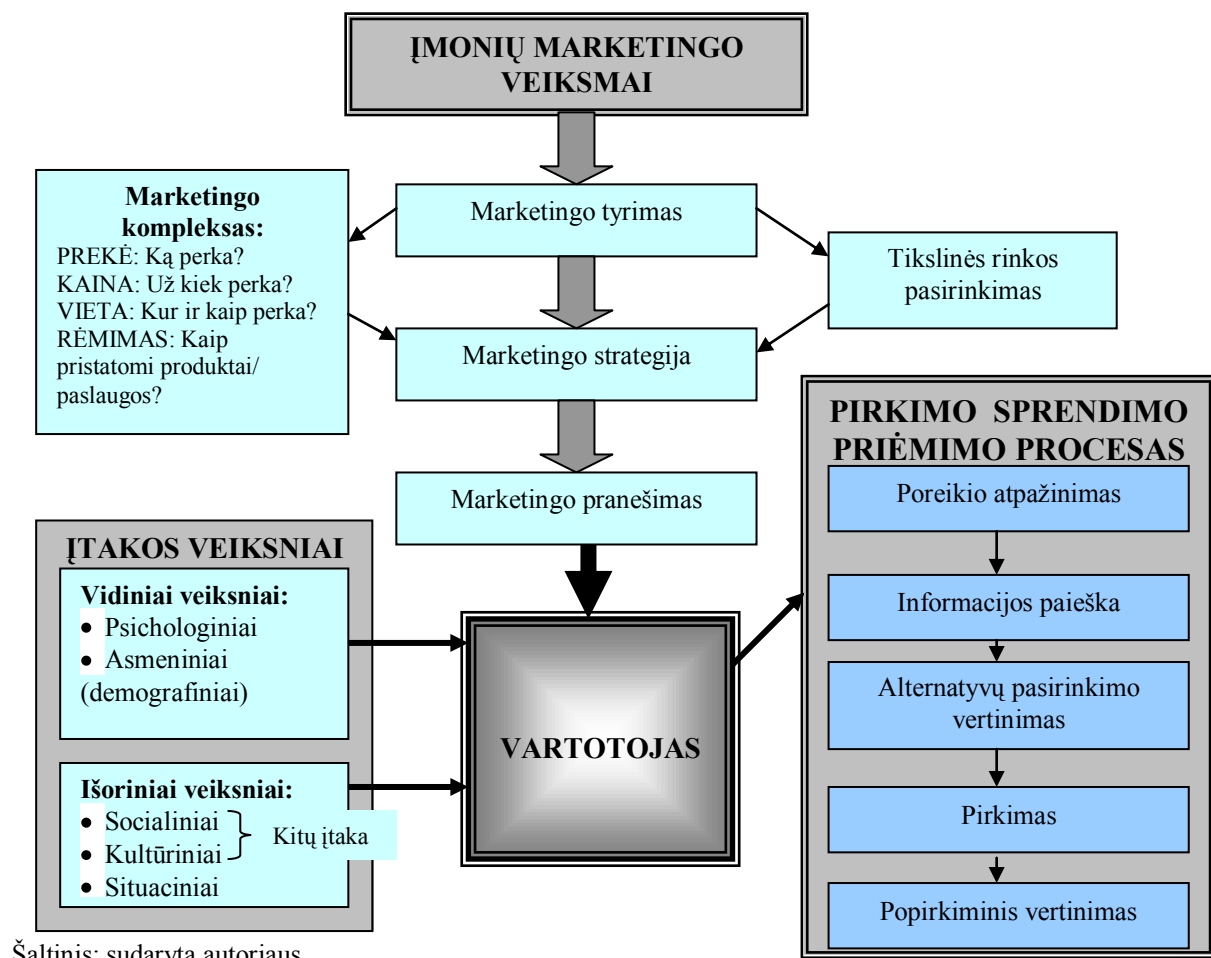 ĮMONIŲ MARKETINGO
VEIKSMAI
Marketingo
kompleksas:
PREKĖ: Ką perka?
KAINA: Už kiek perka?
VIETA: Kur ir kaip perka?
RĖMIMAS: Kaip
pristatomi produktai/
paslaugos?
Marketingo tyrimas
Tikslinės rinkos
pasirinkimas
Marketingo strategija
Marketingo pranešimas
ĮTAKOS VEIKSNIAI
Vidiniai veiksniai:
• Psichologiniai
• Asmeniniai
(demografiniai)
Išoriniai veiksniai:
• Socialiniai
• Kultūriniai
• Situaciniai
Kitų įtaka
VARTOTOJAS
PIRKIMO SPRENDIMO
PRIĖMIMO PROCESAS
Poreikio atpažinimas
Informacijos paieška
Alternatyvų pasirinkimo
vertinimas
Pirkimas
Popirkiminis vertinimas
Šaltinis: sudaryta autoriaus